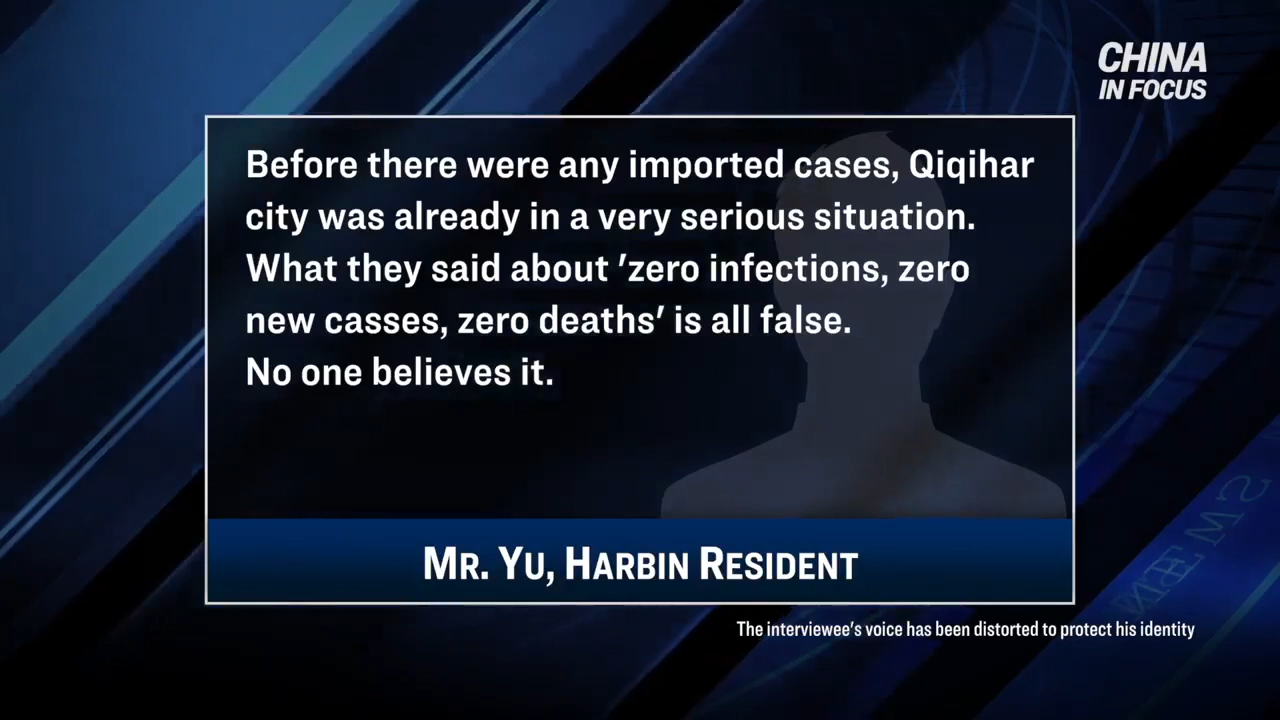 CHINA
IN FOCUS
Before there were any imported cases, Qiqihar
city was already in a very serious situation.
What they said about 'zero infections, zero
new casses, zero deaths' is all false.
No one believes it.
MR. YU, HARBIN RESIDENT
The interviewee's voice has been distorted to protect his identity